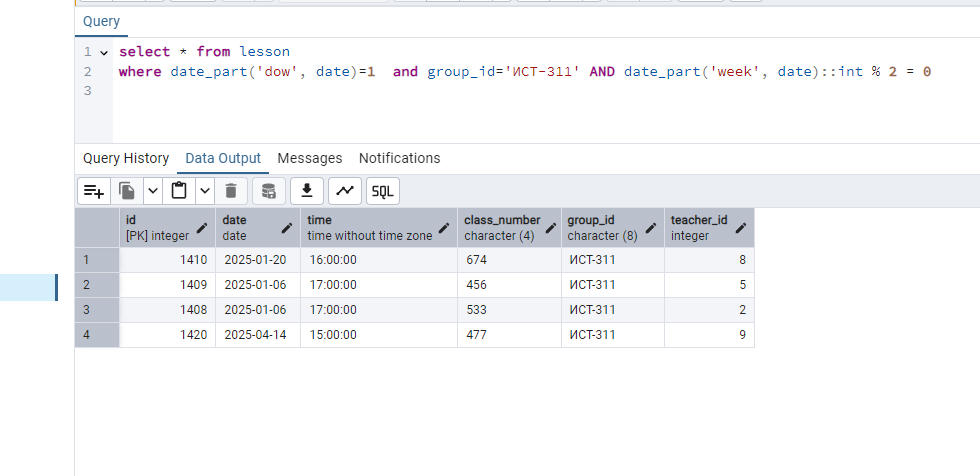 Query
1 select * from lesson
2 where date_part('dow', date)=1  and group_id='ИСТ-311' AND date_part('week', date)::int % 2 = 0
3
Query History Data Output Messages Notifications
SQL
id date time class_number group_id teacher_id
[PK] integer date time without time zone character (4) character (8) integer
1 1410 2025-01-20 16:00:00 674 ИСТ-311 8
2 1409 2025-01-06 17:00:00 456 ИСТ-311 5
3 1408 2025-01-06 17:00:00 533 ИСТ-311 2
4 1420 2025-04-14 15:00:00 477 ИСТ-311 9